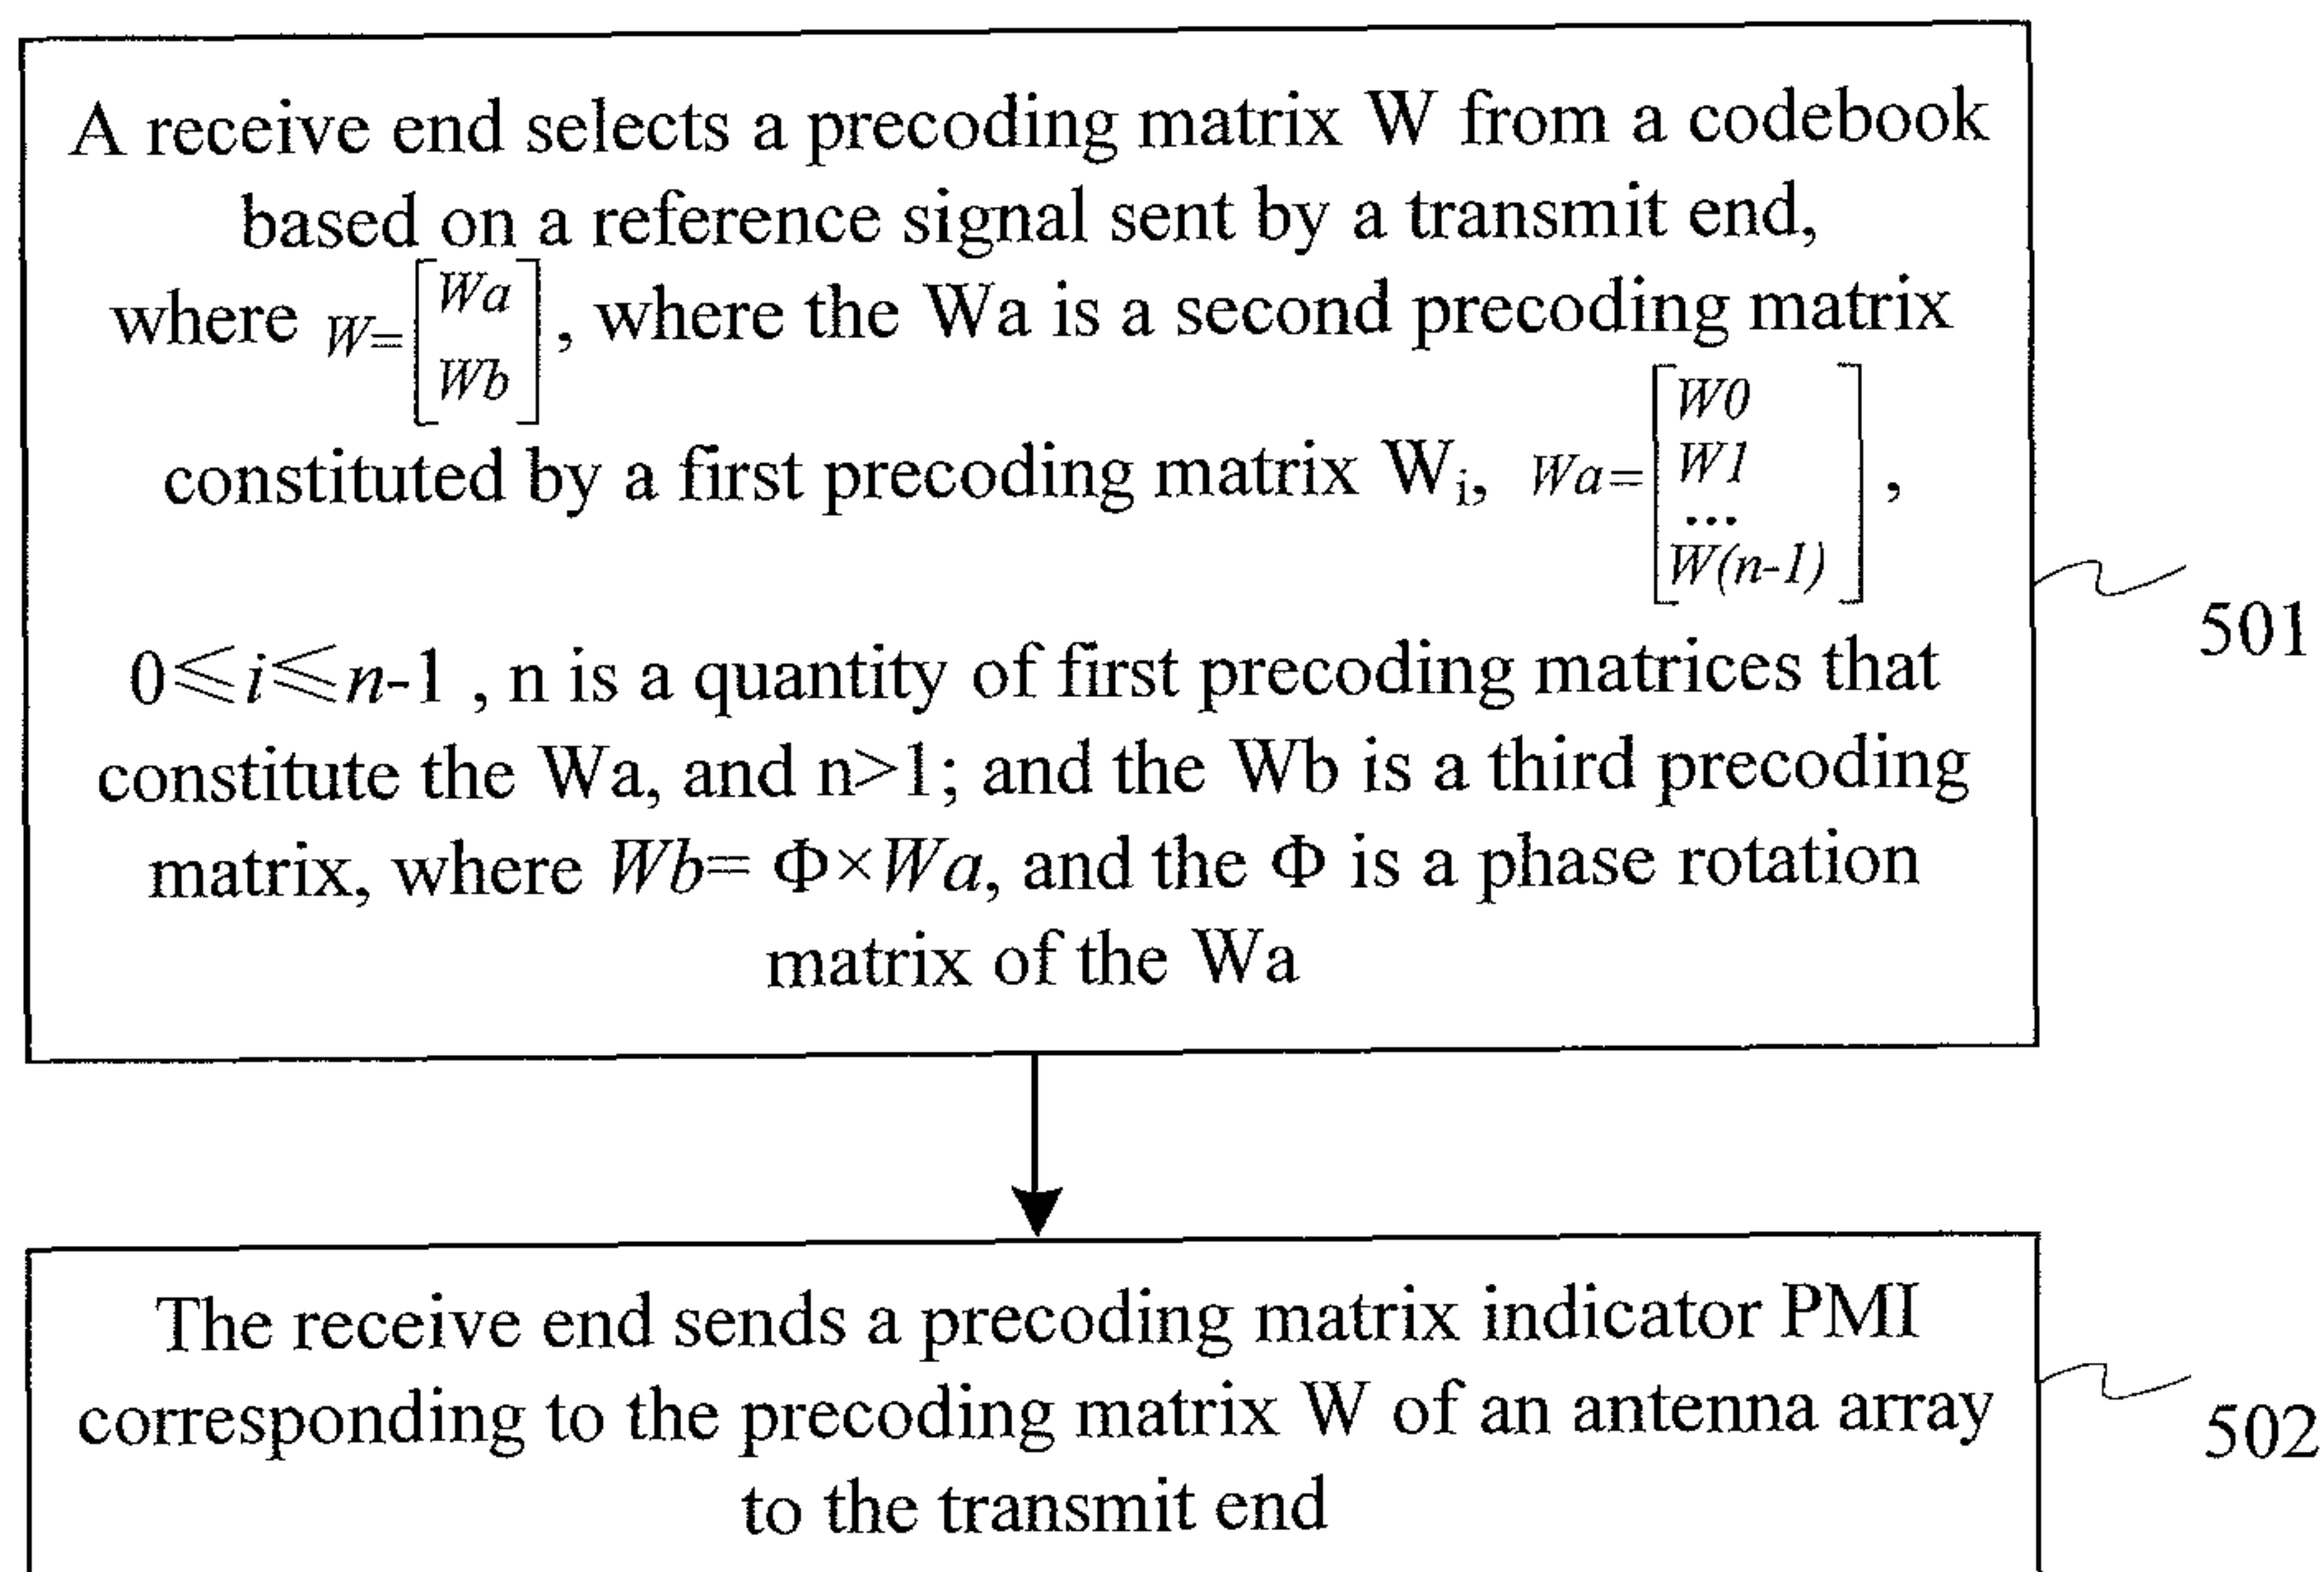 A receive end selects a precoding matrix W from a codebook
based on a reference signal sent by a transmit end,
where W=[Wa Wb], where the Wa is a second precoding matrix
constituted by a first precoding matrix Wi, Wa=[W0 W1 ... W(n-1)],
0≤i≤n-1 , n is a quantity of first precoding matrices that
constitute the Wa, and n>1; and the Wb is a third precoding
matrix, where Wb= Φ×Wa, and the Φ is a phase rotation
matrix of the Wa
501
The receive end sends a precoding matrix indicator PMI
corresponding to the precoding matrix W of an antenna array
to the transmit end
502